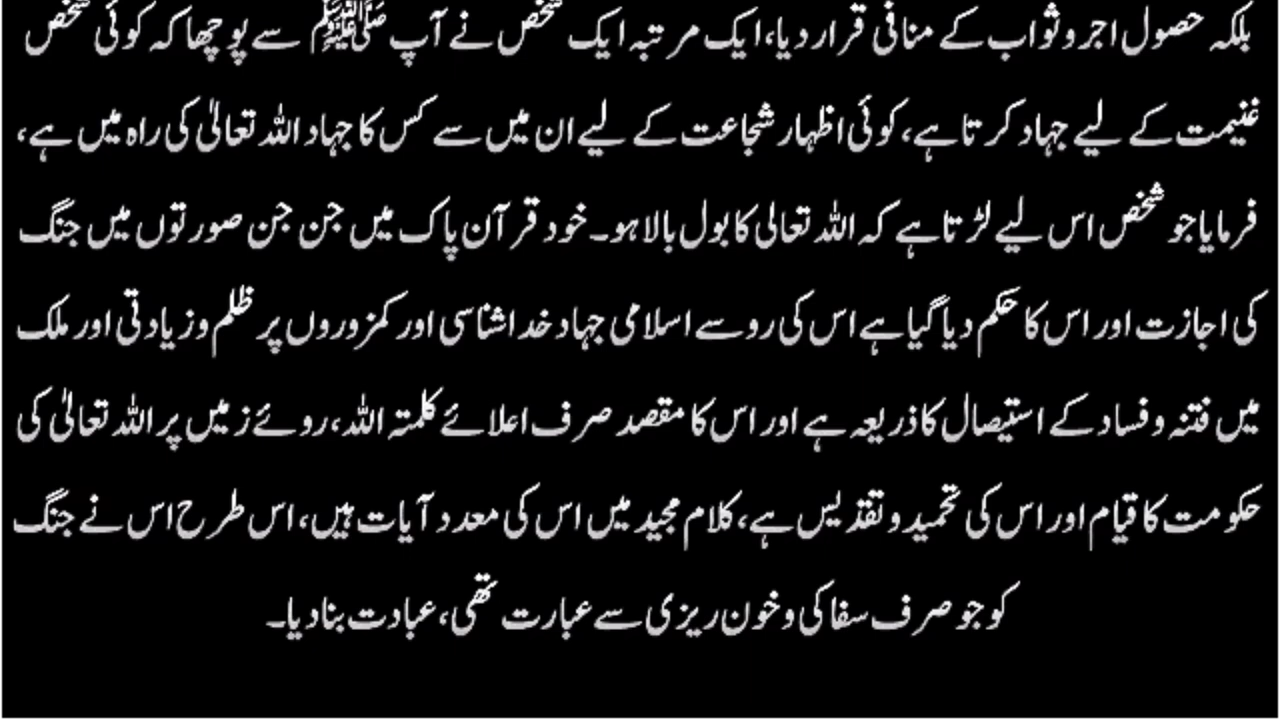 بلکہ حصول اجر و ثواب کے منافی قرار دیا، ایک مرتبہ ایک شخص نے آپ ﷺ سے پوچھا کہ کوئی شخص
غنیمت کے لیے جہاد کرتا ہے، کوئی اظہار شجاعت کے لیے ان میں سے کس کا جہاد اللہ تعالیٰ کی راہ میں ہے،
فرمایا جو شخص اس لیے لڑتا ہے کہ اللہ تعالی کا بول بالا ہو۔ خود قرآن پاک میں جن جن صورتوں میں جنگ
کی اجازت اور اس کا حکم دیا گیا ہے اس کی رو سے اسلامی جہاد خدا شناسی اور کمزوروں پر ظلم و زیادتی اور ملک
میں فتنہ و فساد کے استیصال کا ذریعہ ہے اور اس کا مقصد صرف اعلائے کلمتہ اللہ، روئے زمیں پر اللہ تعالیٰ کی
حکومت کا قیام اور اس کی تحمید و تقدیس ہے، کلام مجید میں اس کی معدد آیات ہیں، اس طرح اس نے جنگ
کو جو صرف سفاکی و خون ریزی سے عبارت تھی، عبادت بنا دیا۔